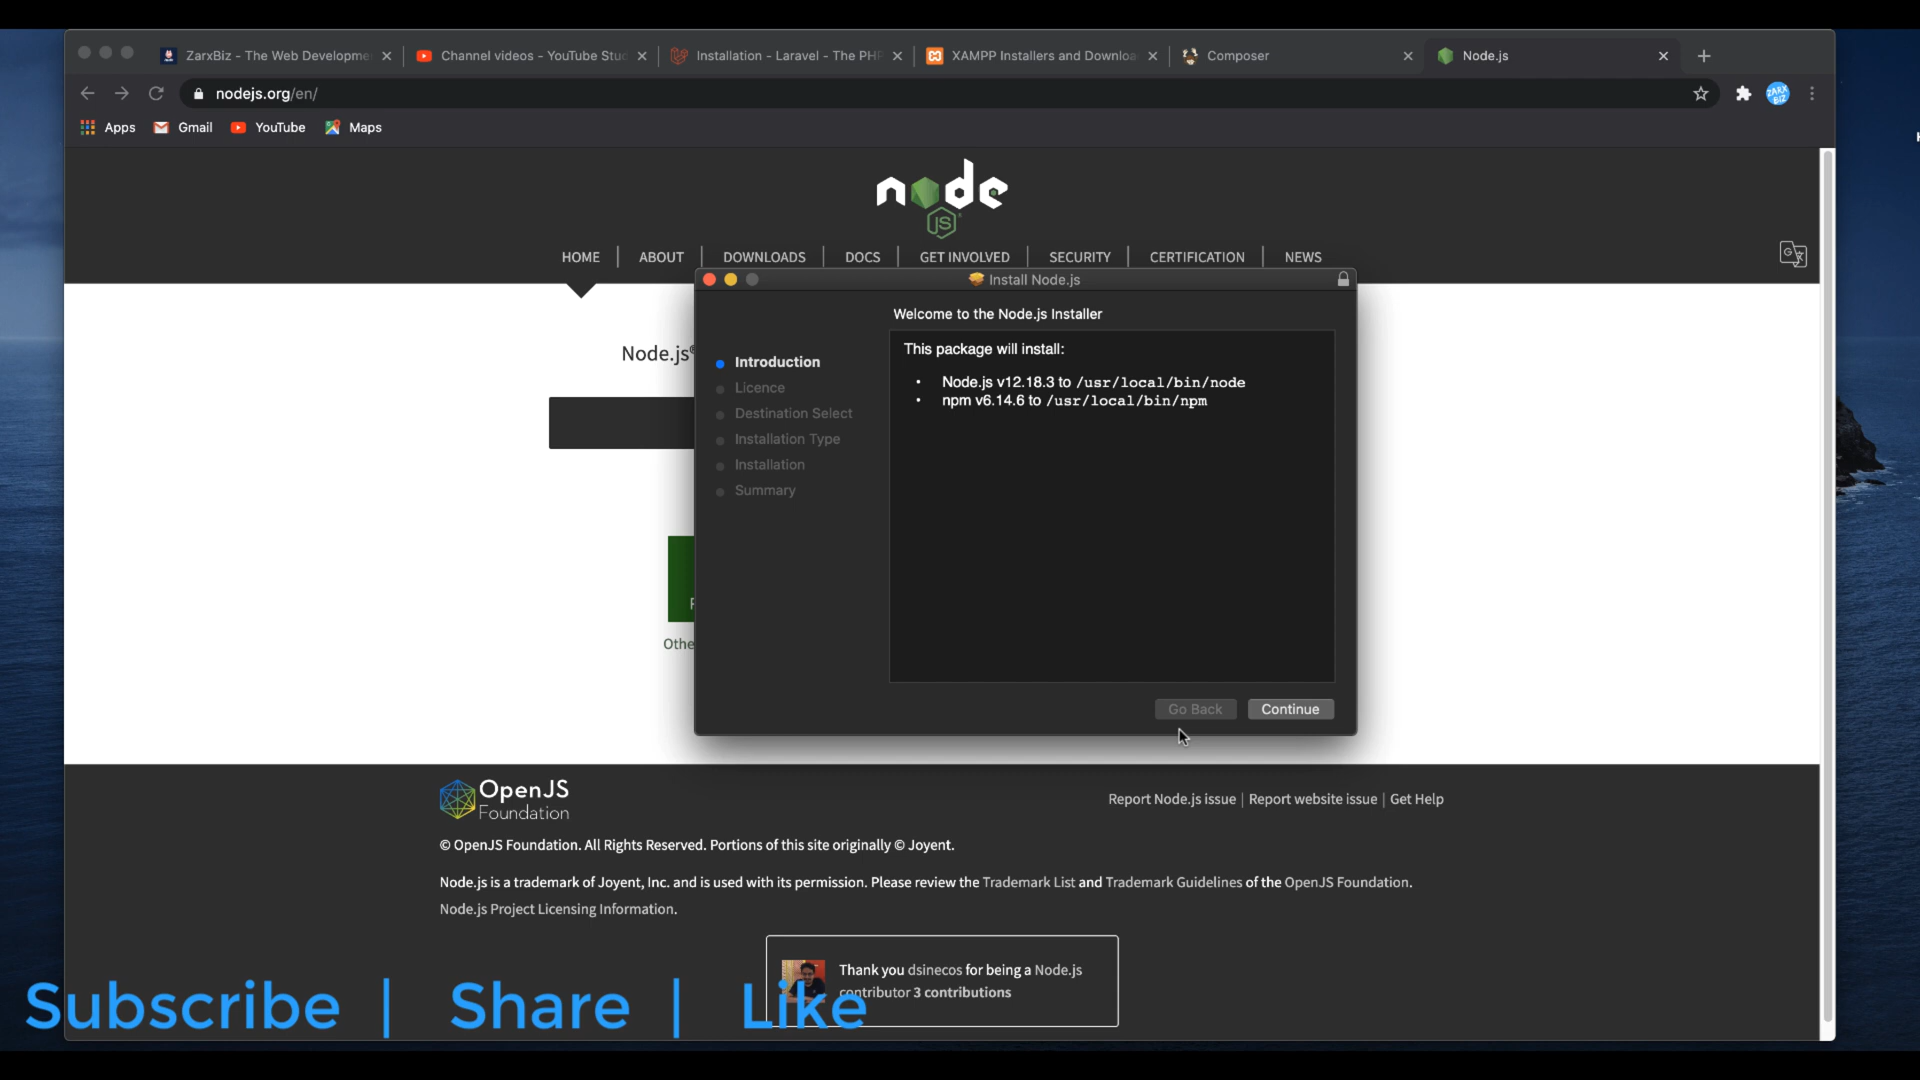 ZarxBiz - The Web Developme
Channel videos - YouTube Stud
Installation - Laravel - The PHP
XAMPP Installers and Downloa
Composer
Node.js
nodejs.org/en/
ZARX
BIZ
Apps
Gmail
YouTube
Maps
node
JS
HOME
ABOUT
DOWNLOADS
DOCS
GET INVOLVED
SECURITY
CERTIFICATION
NEWS
Install Node.js
Welcome to the Node.js Installer
Node.js®
Introduction
Licence
Destination Select
Installation Type
Installation
Summary
This package will install:
• Node.js v12.18.3 to /usr/local/bin/node
• npm v6.14.6 to /usr/local/bin/npm
Othe
Go Back
Continue
OpenJS
Foundation
Report Node.js issue | Report website issue | Get Help
© OpenJS Foundation. All Rights Reserved. Portions of this site originally © Joyent.
Node.js is a trademark of Joyent, Inc. and is used with its permission. Please review the Trademark List and Trademark Guidelines of the OpenJS Foundation.
Node.js Project Licensing Information.
Thank you dsinecos for being a Node.js
contributor 3 contributions
Subscribe | Share | Like